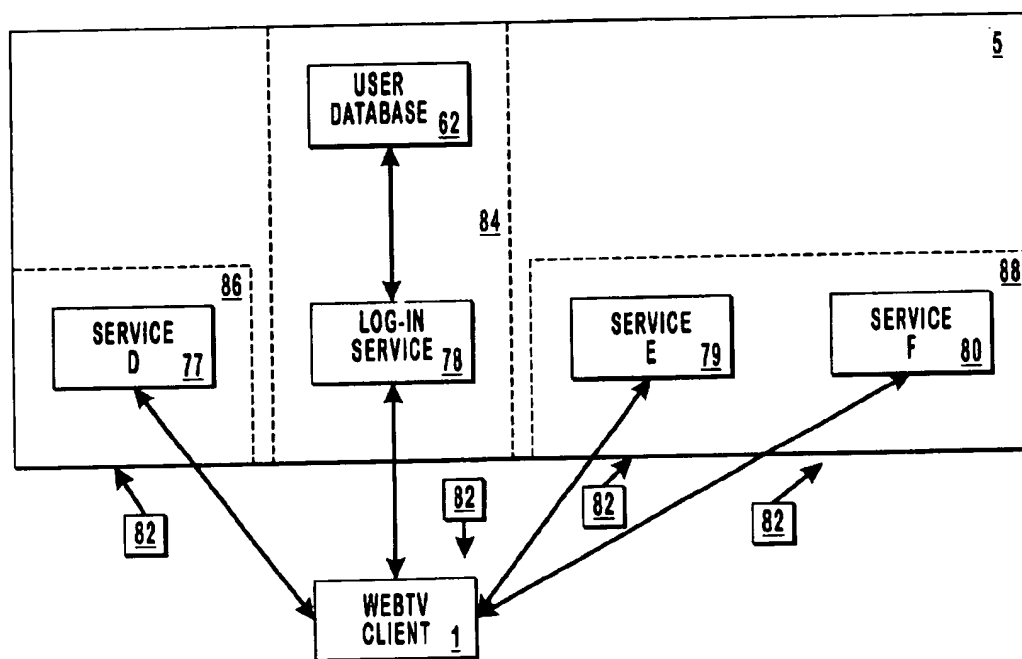 5
USER
DATABASE 62
84
86
88
SERVICE
D 77
LOG-IN
SERVICE 78
SERVICE
E 79
SERVICE
F 80
82
82
82
82
WEBTV
CLIENT 1